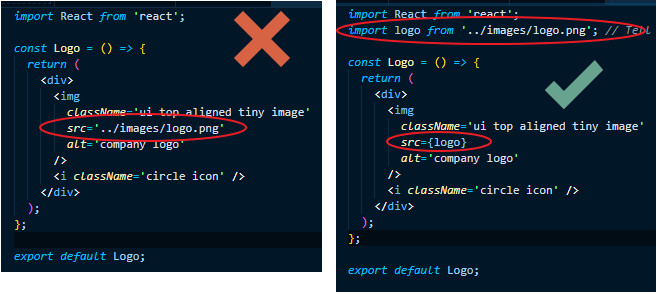 import React from 'react';
const Logo = () => {
return (
<div>
<img
className='ui top aligned tiny image'
src='../images/logo.png'
alt='company logo'
/>
<i className='circle icon' />
</div>
);
};
export default Logo;
import React from 'react';
import logo from '../images/logo.png'; // Tell
const Logo = () => {
return (
<div>
<img
className='ui top aligned tiny image'
src={logo}
alt='company logo'
/>
<i className='circle icon' />
</div>
);
};
export default Logo;